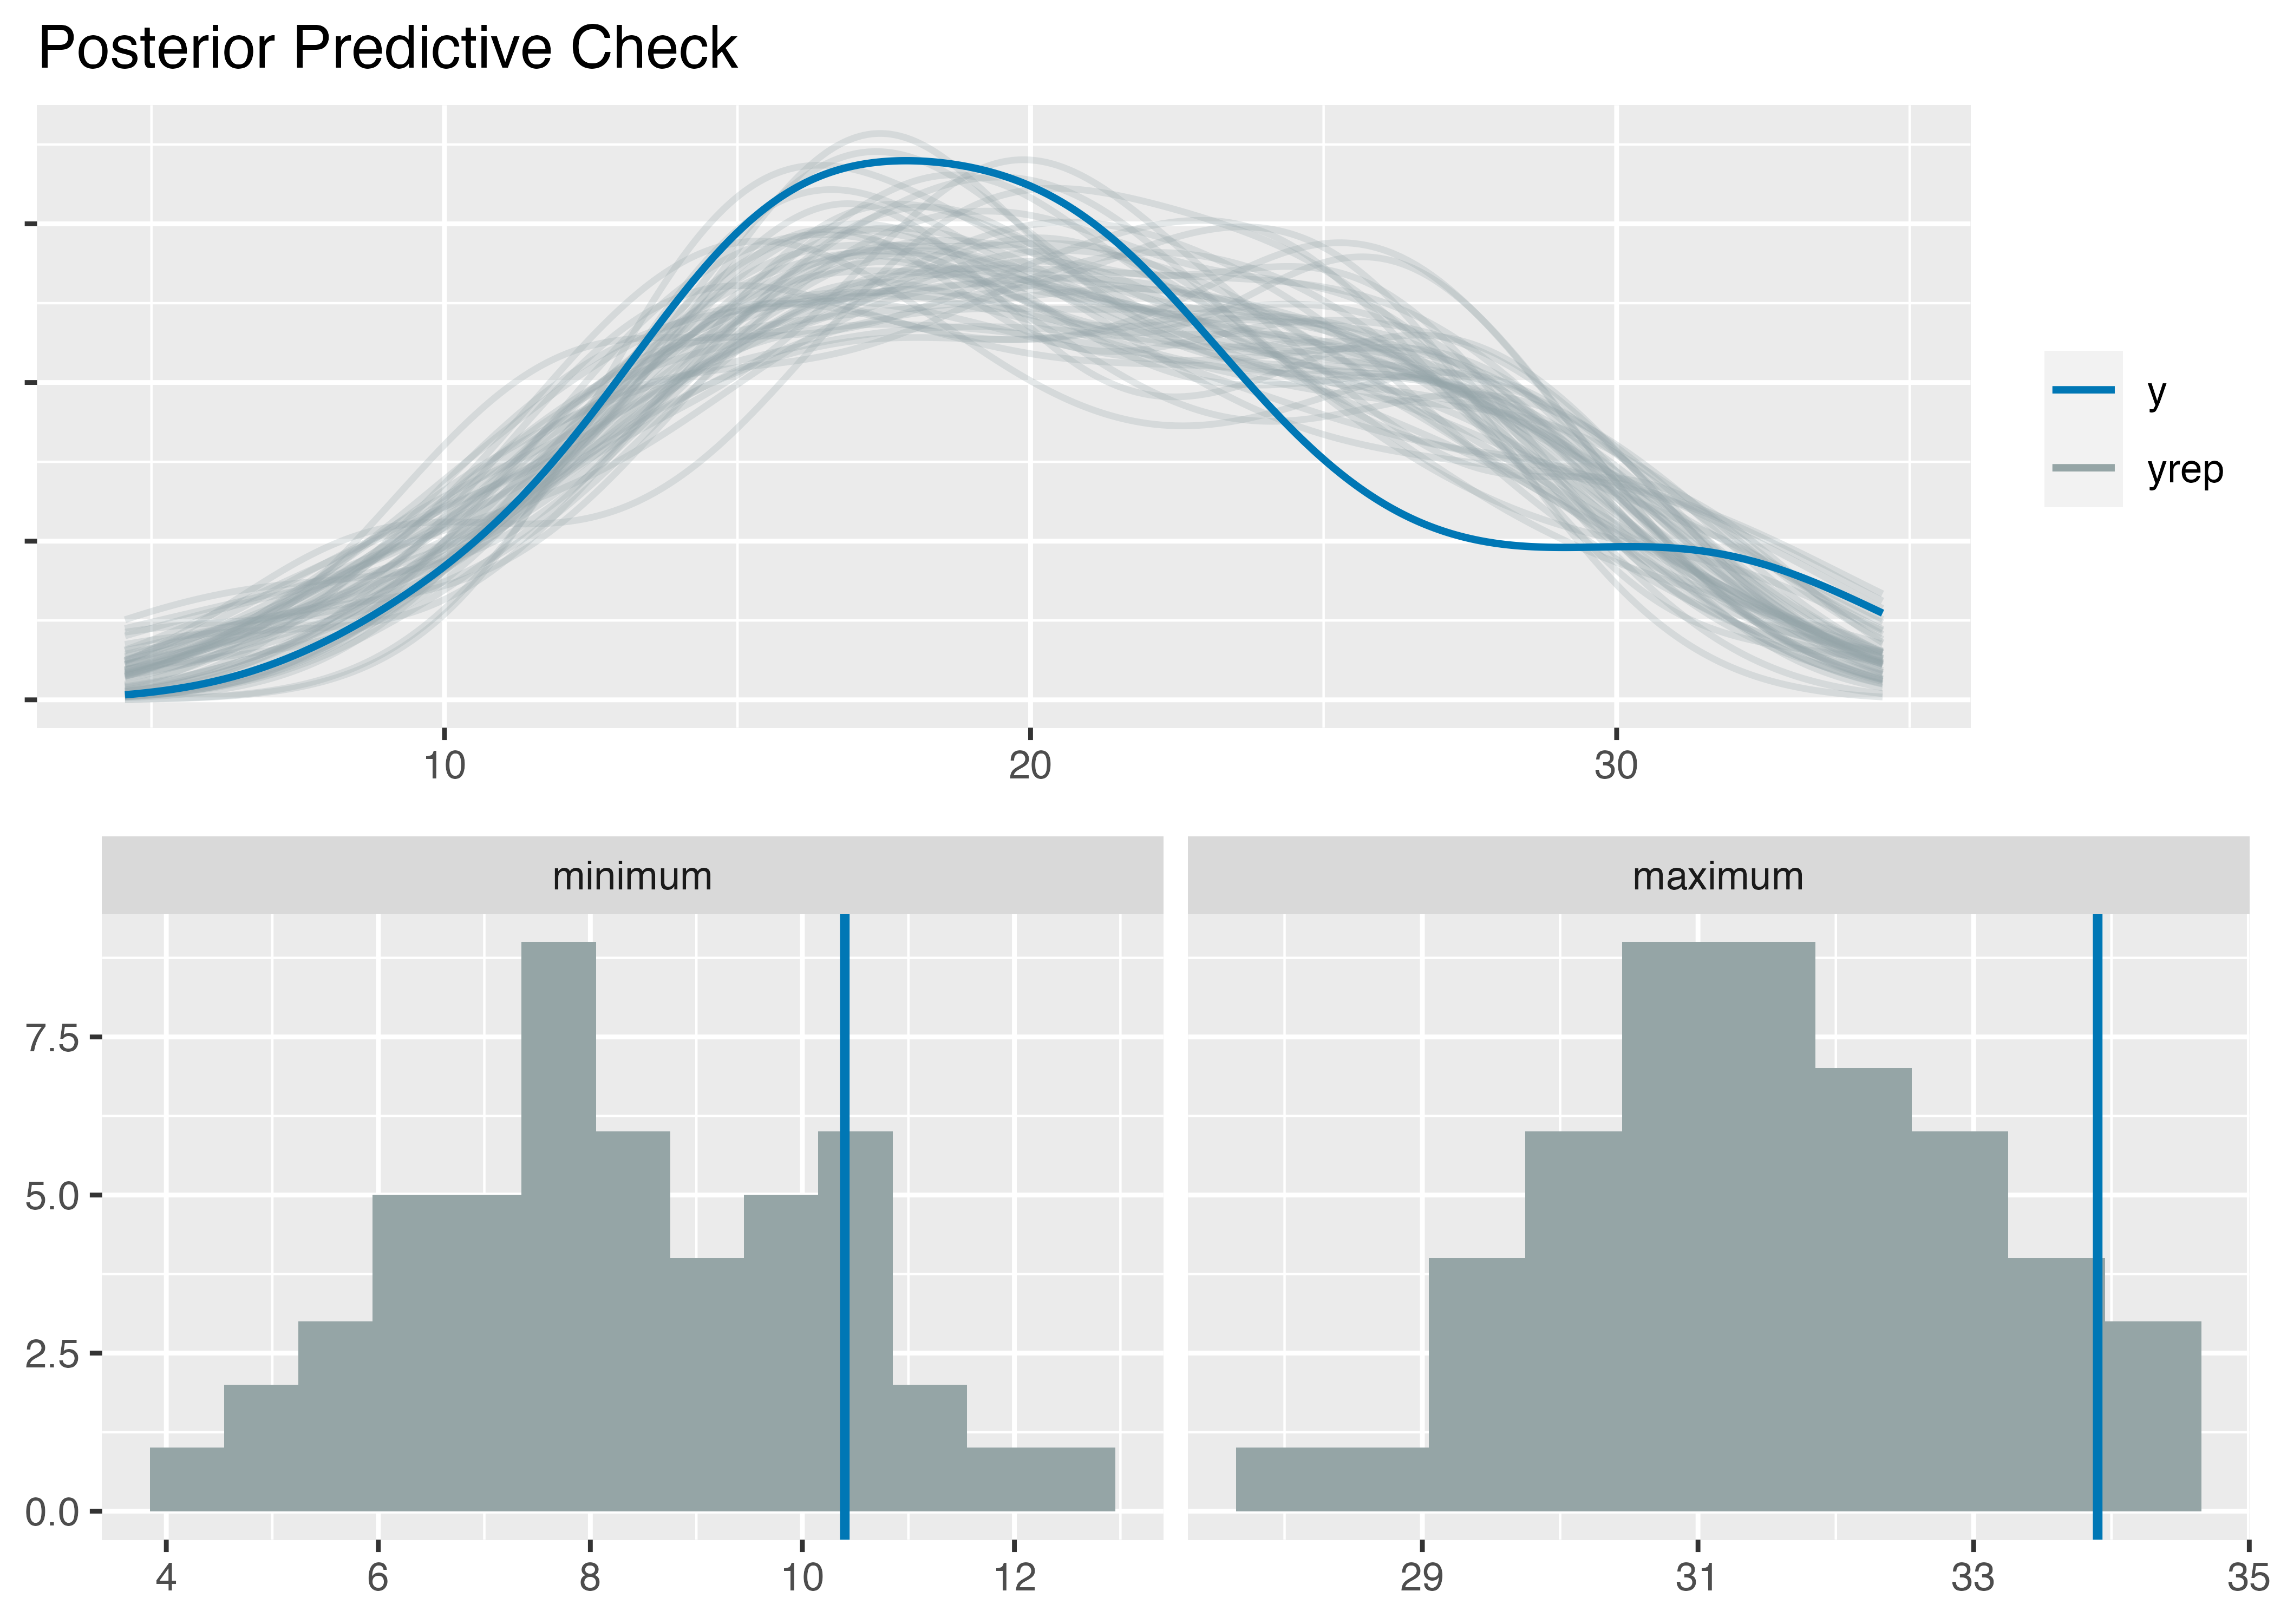 Posterior Predictive Check
y
yrep
10 20 30
minimum maximum
7.5
5.0
2.5
0.0
4 6 8 10 12 29 31 33 35